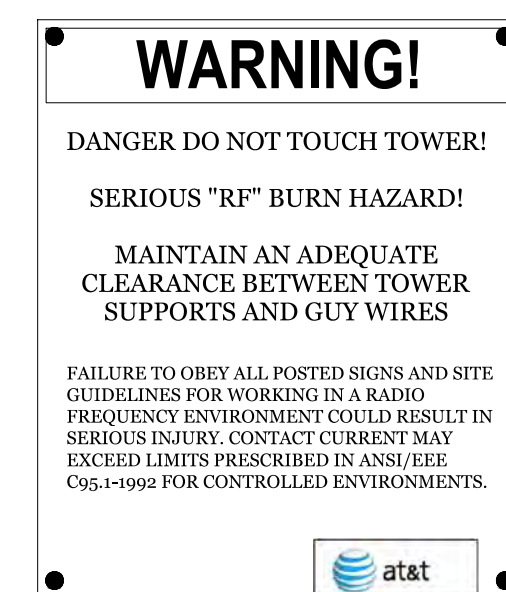 WARNING!
DANGER DO NOT TOUCH TOWER!
SERIOUS "RF" BURN HAZARD!
MAINTAIN AN ADEQUATE
CLEARANCE BETWEEN TOWER
SUPPORTS AND GUY WIRES
FAILURE TO OBEY ALL POSTED SIGNS AND SITE
GUIDELINES FOR WORKING IN A RADIO
FREQUENCY ENVIRONMENT COULD RESULT IN
SERIOUS INJURY. CONTACT CURRENT MAY
EXCEED LIMITS PRESCRIBED IN ANSI/EEE
C95.1-1992 FOR CONTROLLED ENVIRONMENTS.
at&t